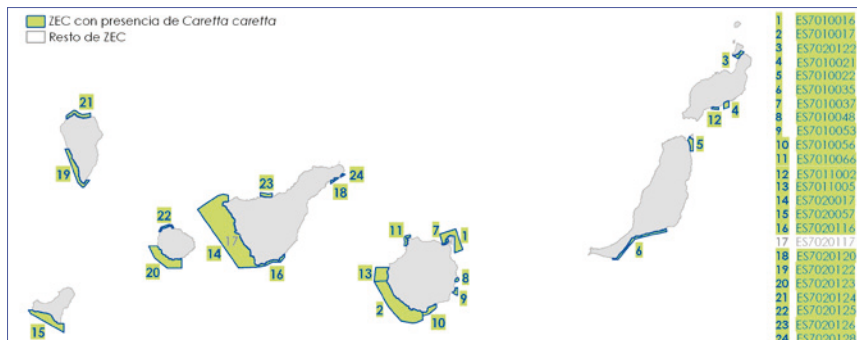 ZEC con presencia de Caretta caretta
Resto de ZEC
1 ES7010016
2 ES7010017
3 ES7020122
4 ES7010021
5 ES7010022
6 ES7010035
7 ES7010037
8 ES7010048
9 ES7010053
10 ES7010056
11 ES7010066
12 ES7011002
13 ES7011005
14 ES7020017
15 ES7020057
16 ES7020116
17 ES7020117
18 ES7020120
19 ES7020122
20 ES7020123
21 ES7020124
22 ES7020125
23 ES7020126
24 ES7020128
3
21
12
4
5
19
23
24
18
22
11
7
1
17
14
6
20
16
13
8
9
2
10
15